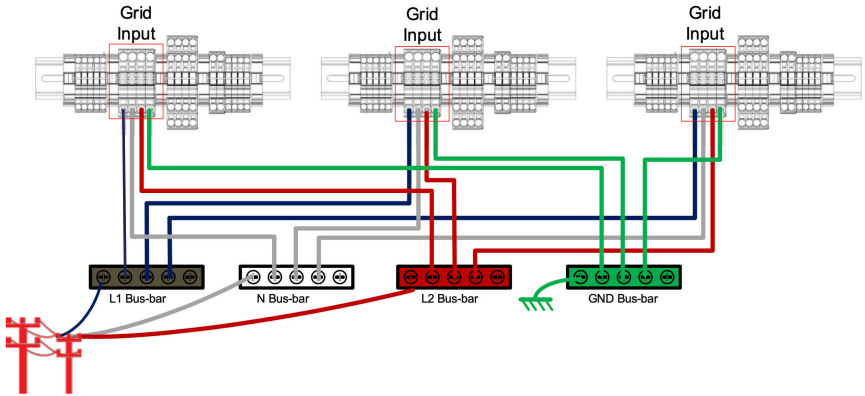 Grid
Input
Grid
Input
Grid
Input
L1 Bus-bar
N Bus-bar
L2 Bus-bar
GND Bus-bar